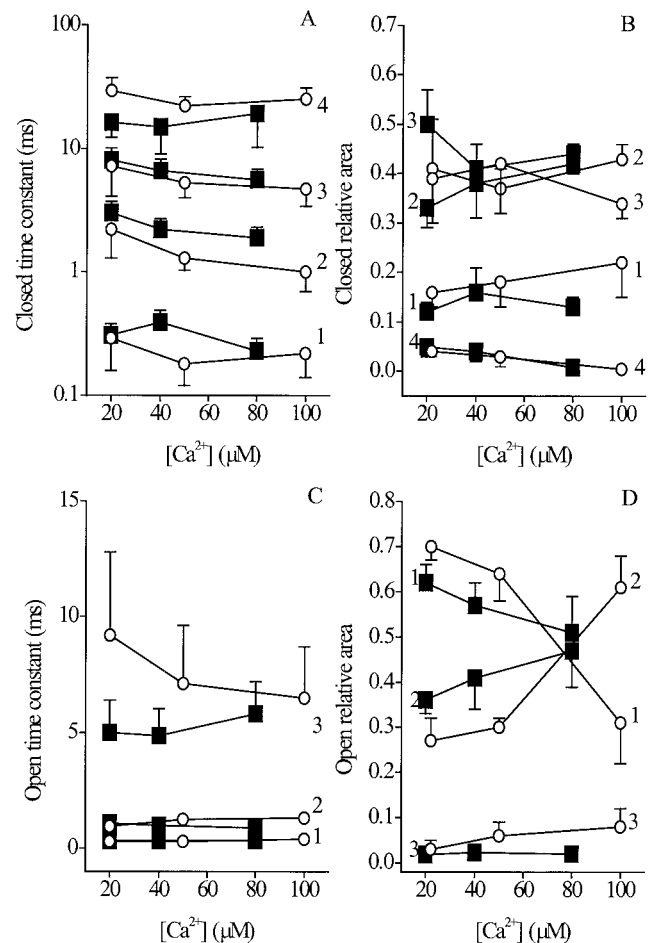 A
Closed time constant (ms)
100
10
1
0.1
4
3
2
1
20 40 60 80 100
[Ca²⁺] (μM)
B
Closed relative area
0.7
0.6
0.5
0.4
0.3
0.2
0.1
0.0
3
2
1
4
2
3
1
20 40 60 80 100
[Ca²⁺] (μM)
C
Open time constant (ms)
15
10
5
0
3
2
1
20 40 60 80 100
[Ca²⁺] (μM)
D
Open relative area
0.8
0.7
0.6
0.5
0.4
0.3
0.2
0.1
0.0
1
2
3
2
1
3
20 40 60 80 100
[Ca²⁺] (μM)